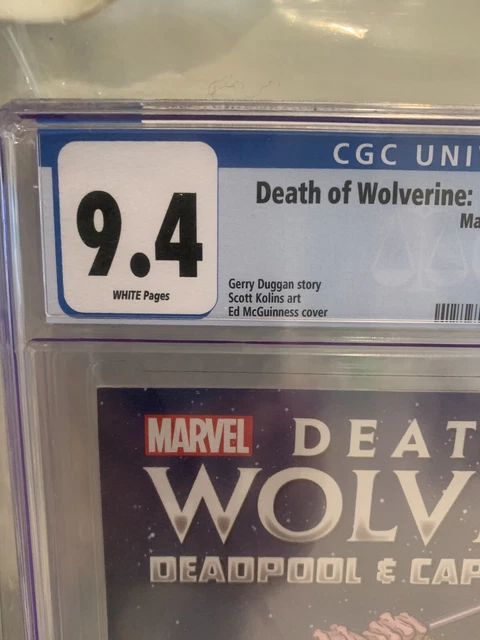 CGC UNI
9.4
WHITE Pages
Death of Wolverine:
Ma
Gerry Duggan story
Scott Kolins art
Ed McGuinness cover
MARVEL
DEAT
WOLV
DEADPOOL & CAP